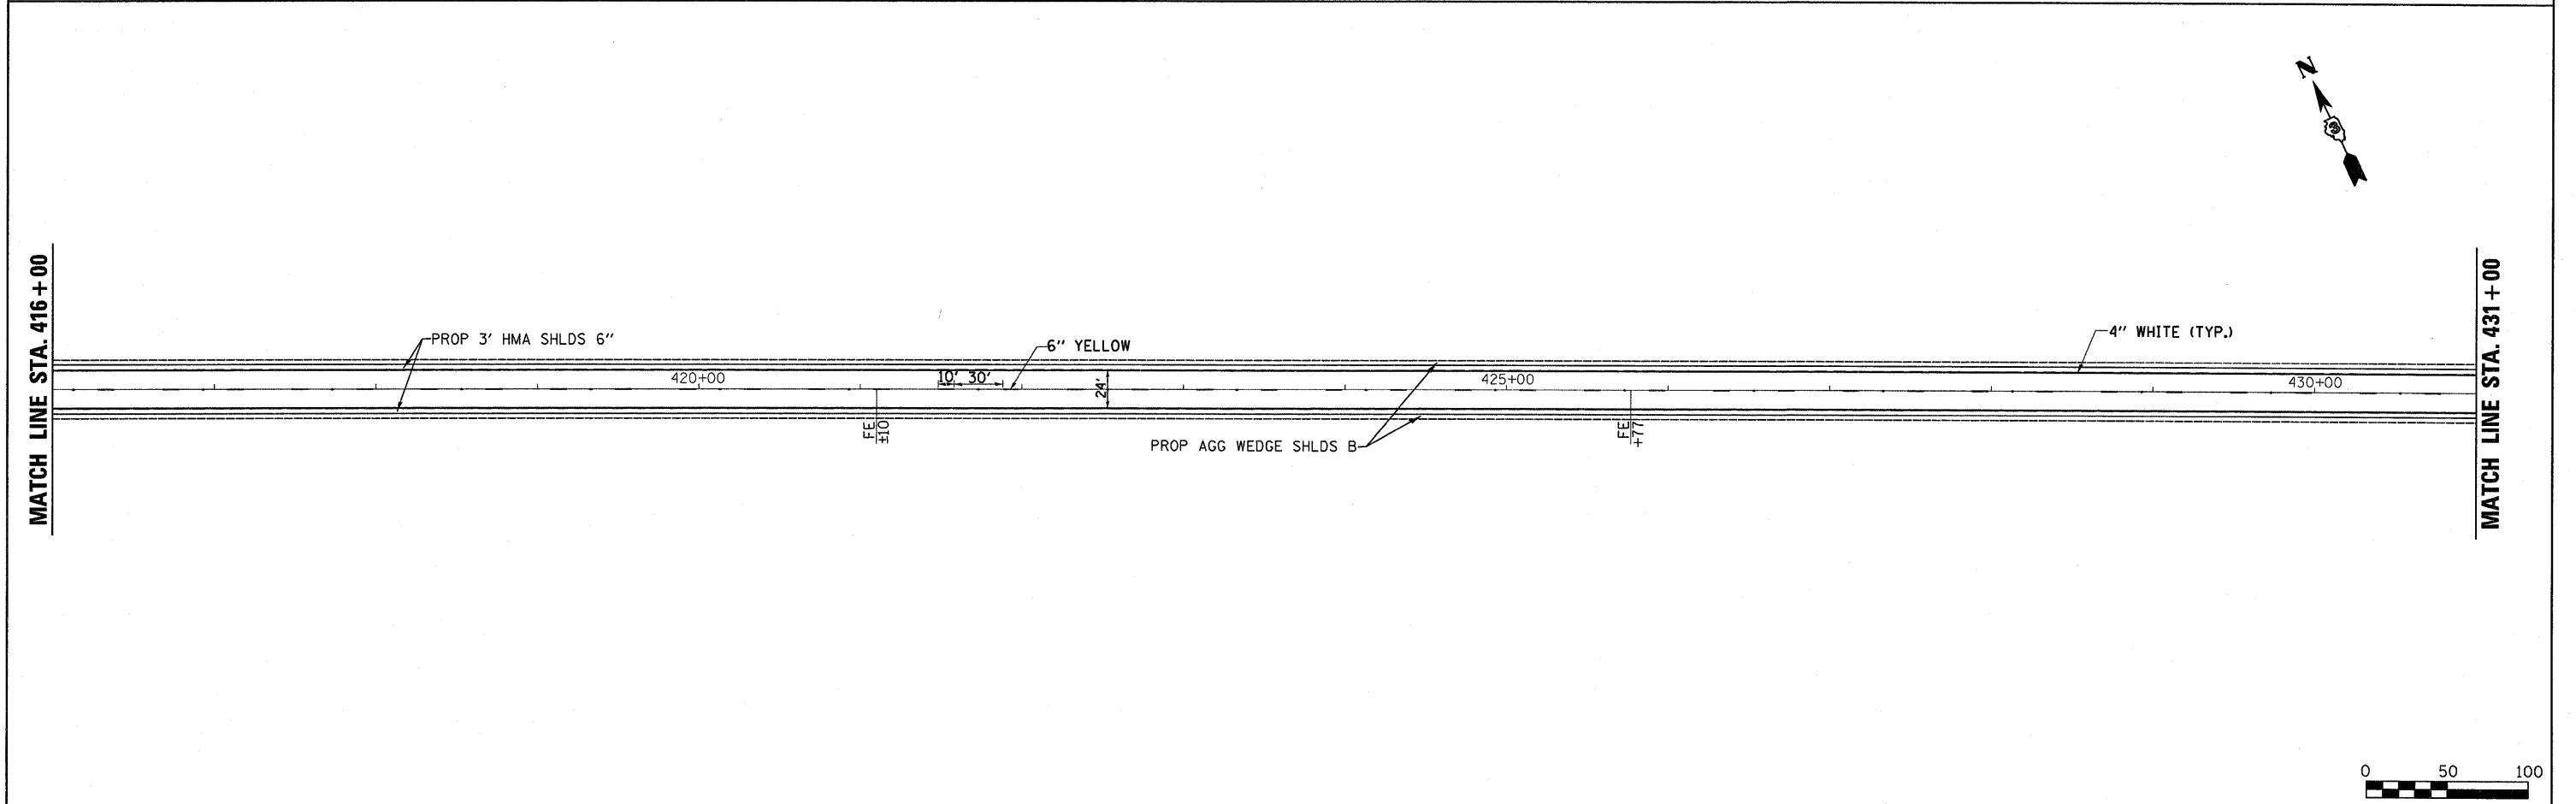 N
MATCH LINE STA. 416+00
PROP 3' HMA SHLDS 6"
6" YELLOW
4" WHITE (TYP.)
420+00
10' 30'
24'
425+00
430+00
FE
±10
FE
+77
PROP AGG WEDGE SHLDS B
MATCH LINE STA. 431+00
0 50 100